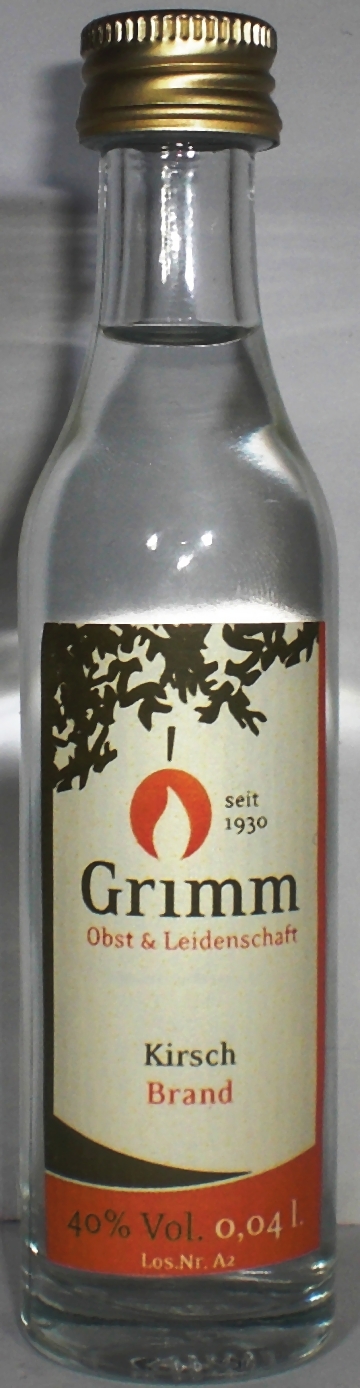 seit
1930
Grimm
Obst & Leidenschaft
Kirsch
Brand
40% Vol. 0,04 l.
Los.Nr. A2